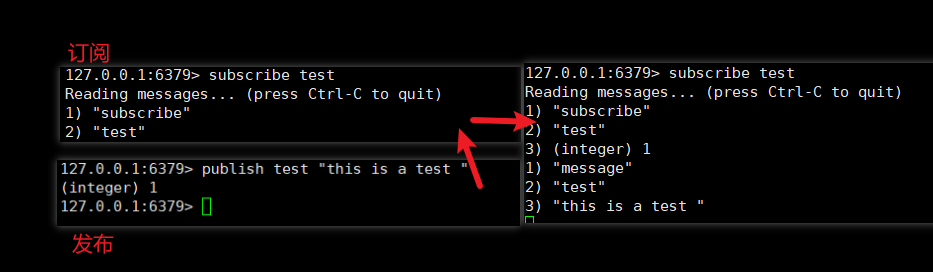 订阅
127.0.0.1:6379> subscribe test
Reading messages... (press Ctrl-C to quit)
1) "subscribe"
2) "test"
127.0.0.1:6379> publish test "this is a test "
(integer) 1
127.0.0.1:6379>
发布
127.0.0.1:6379> subscribe test
Reading messages... (press Ctrl-C to quit)
1) "subscribe"
2) "test"
3) (integer) 1
1) "message"
2) "test"
3) "this is a test "